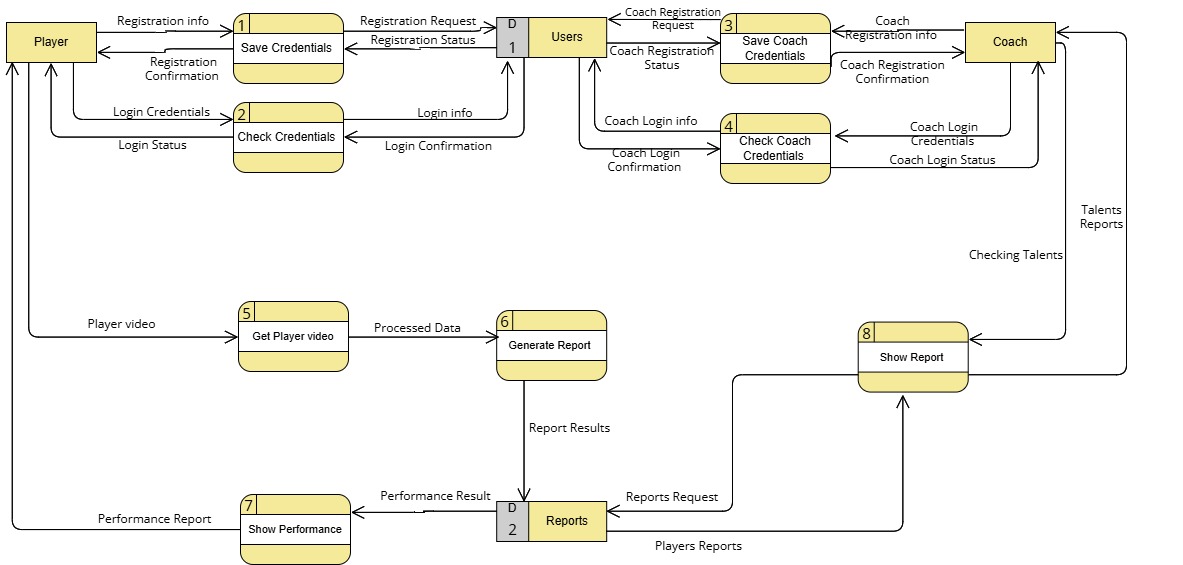 Player
Registration info
1
Save Credentials
Registration Request
D
1
Users
Coach Registration
Request
3
Save Coach
Credentials
Coach
Registration info
Coach
Registration
Confirmation
Registration Status
Coach Registration
Status
Coach Registration
Confirmation
Login Credentials
2
Check Credentials
Login info
Login Status
Login Confirmation
Coach Login info
Coach Login
Confirmation
4
Check Coach
Credentials
Coach Login
Credentials
Coach Login Status
Talents
Reports
Checking Talents
Player video
5
Get Player video
Processed Data
6
Generate Report
8
Show Report
Report Results
Performance Report
7
Show Performance
Performance Result
D
2
Reports
Reports Request
Players Reports